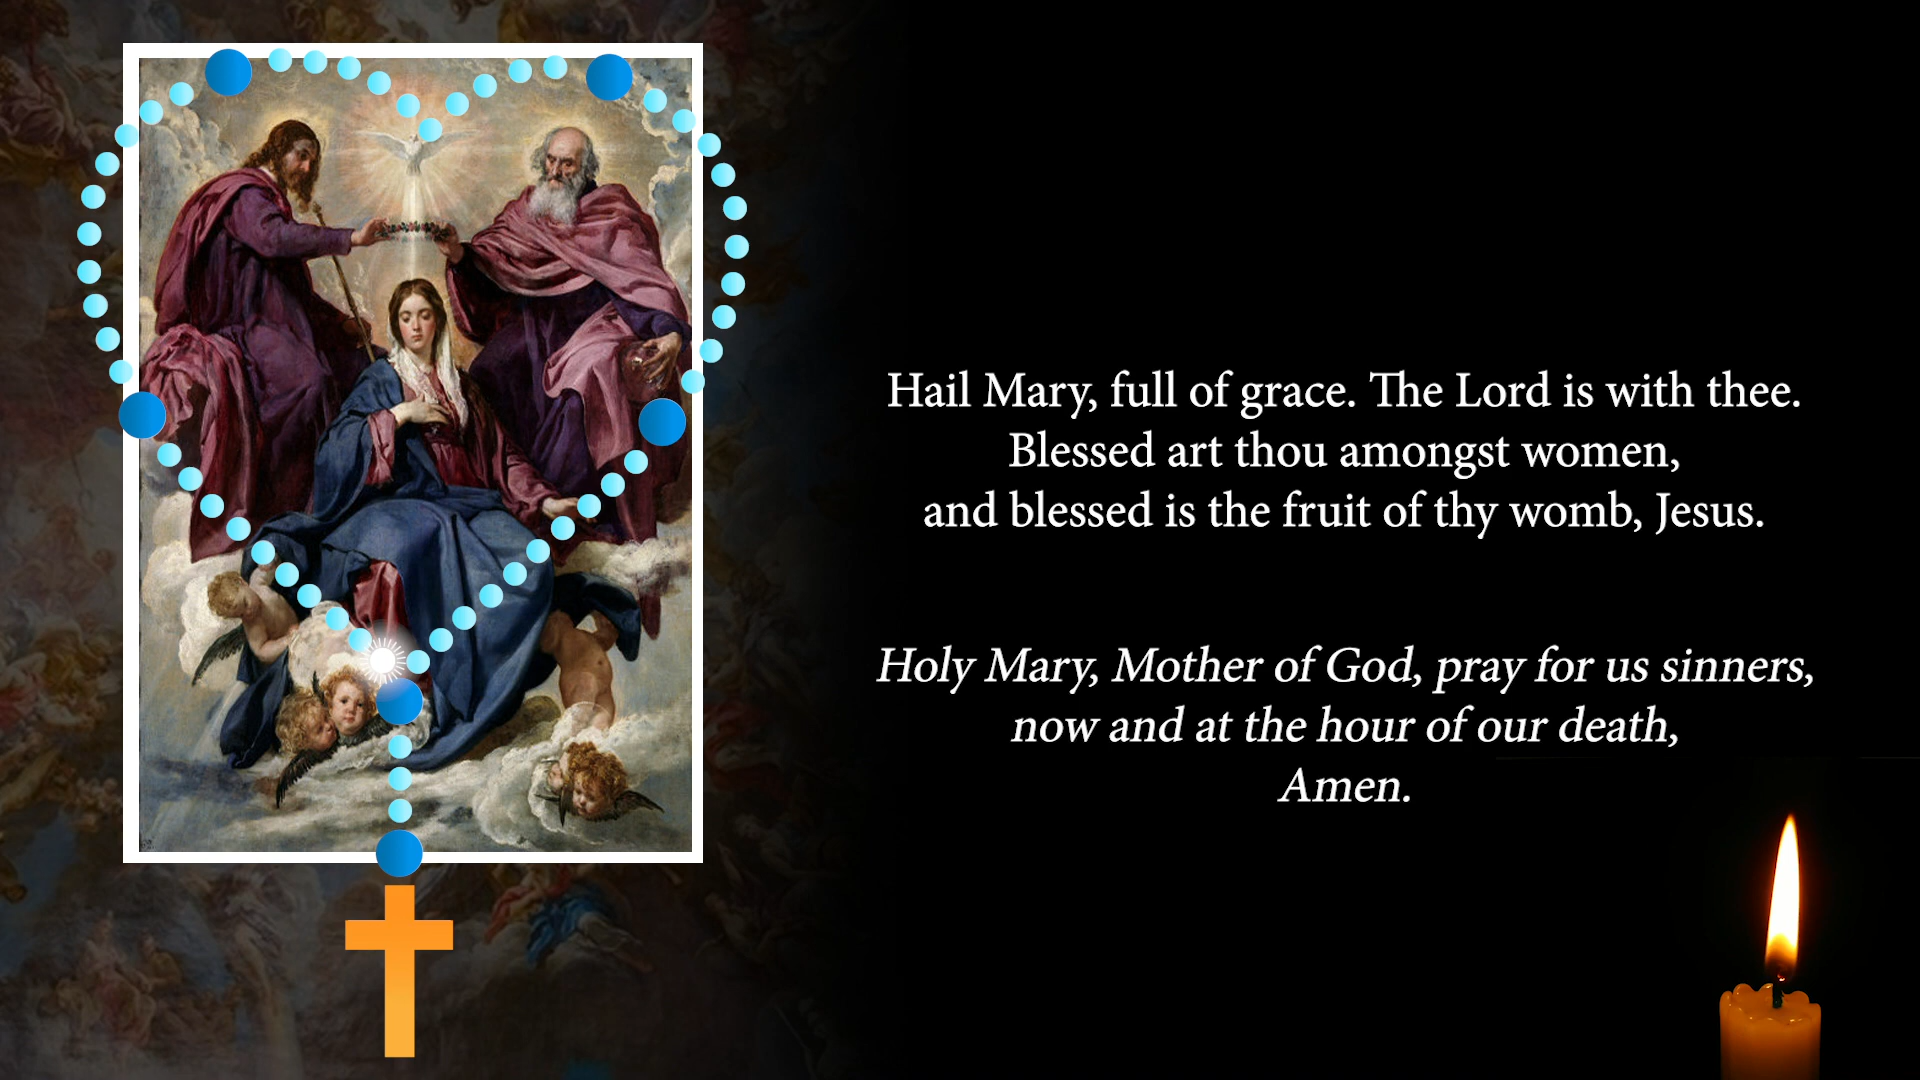 Hail Mary, full of grace. The Lord is with thee.
Blessed art thou amongst women,
and blessed is the fruit of thy womb, Jesus.
Holy Mary, Mother of God, pray for us sinners,
now and at the hour of our death,
Amen.